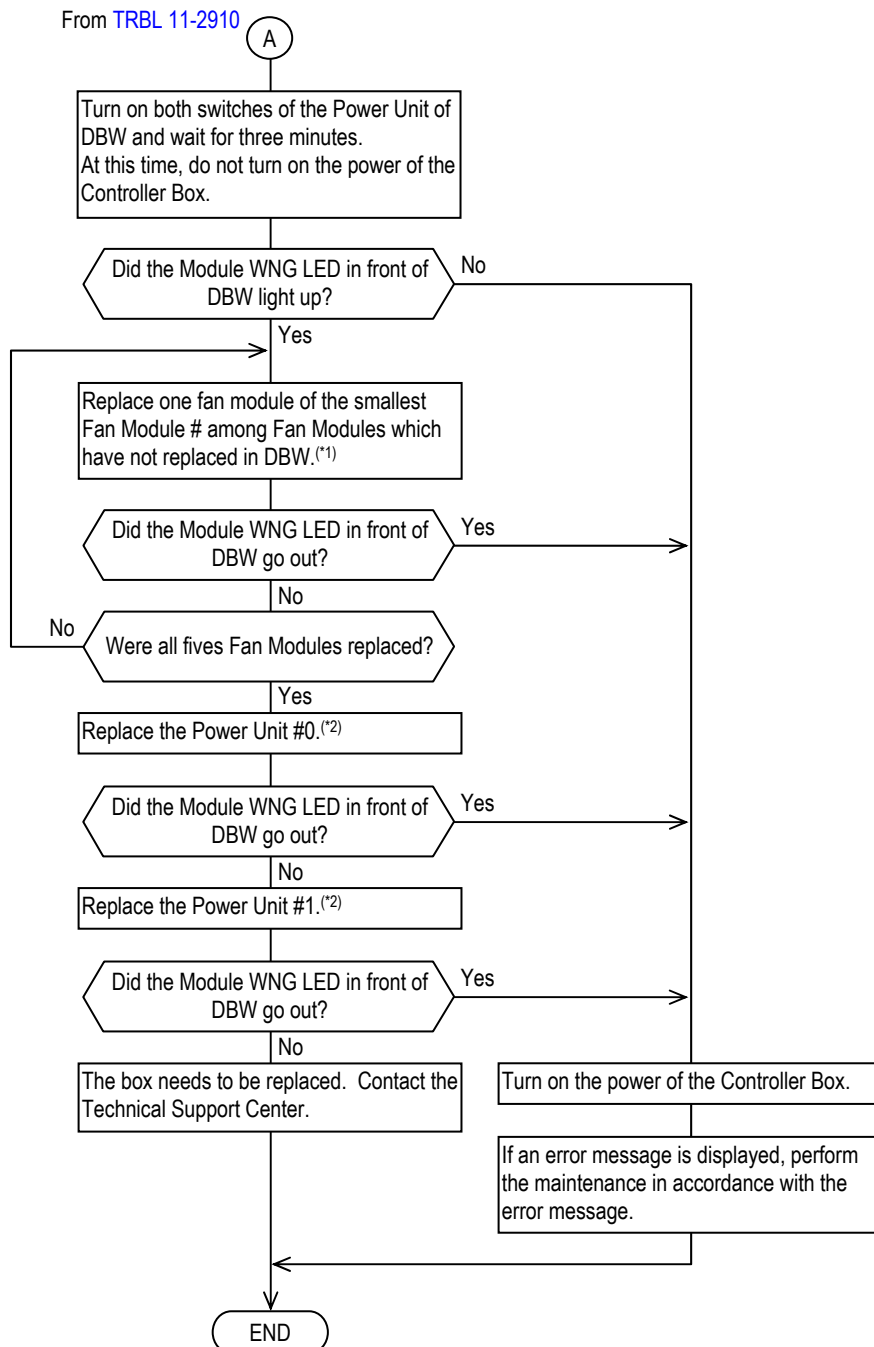 From TRBL 11-2910
A
Turn on both switches of the Power Unit of
DBW and wait for three minutes.
At this time, do not turn on the power of the
Controller Box.
Did the Module WNG LED in front of
DBW light up?
No
Yes
Replace one fan module of the smallest
Fan Module # among Fan Modules which
have not replaced in DBW.(*1)
Did the Module WNG LED in front of
DBW go out?
Yes
No
No
Were all fives Fan Modules replaced?
Yes
Replace the Power Unit #0.(*2)
Did the Module WNG LED in front of
DBW go out?
Yes
No
Replace the Power Unit #1.(*2)
Did the Module WNG LED in front of
DBW go out?
Yes
No
The box needs to be replaced.  Contact the
Technical Support Center.
Turn on the power of the Controller Box.
If an error message is displayed, perform
the maintenance in accordance with the
error message.
END